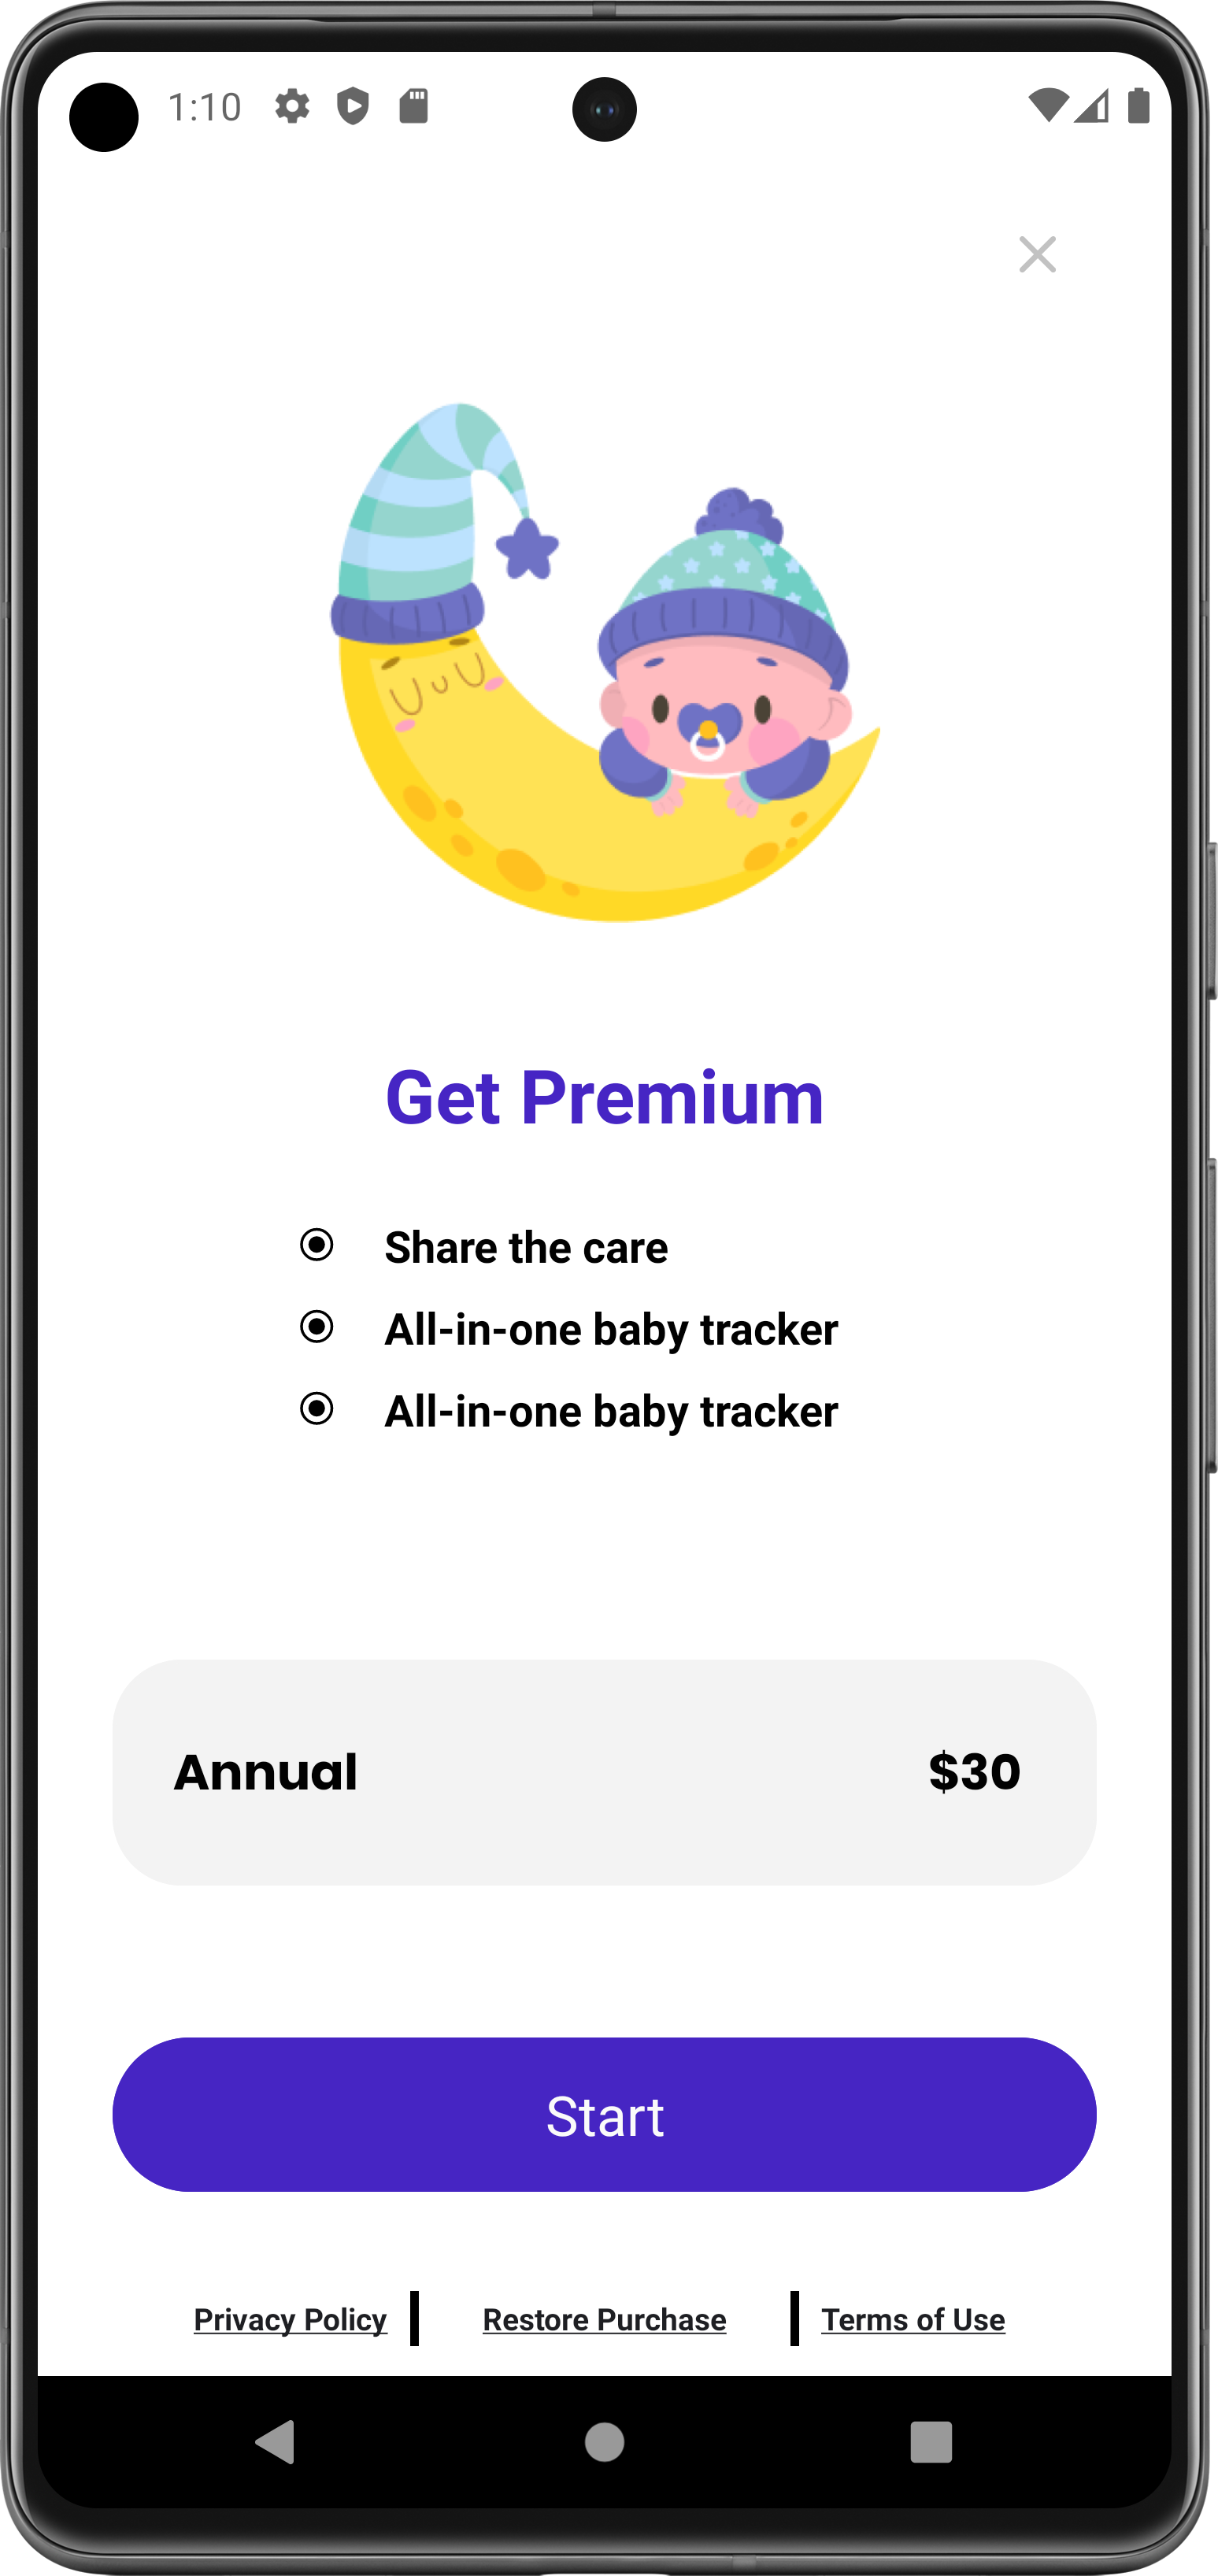 1:10
Get Premium
Share the care
All-in-one baby tracker
All-in-one baby tracker
Annual $30
Start
Privacy Policy Restore Purchase Terms of Use